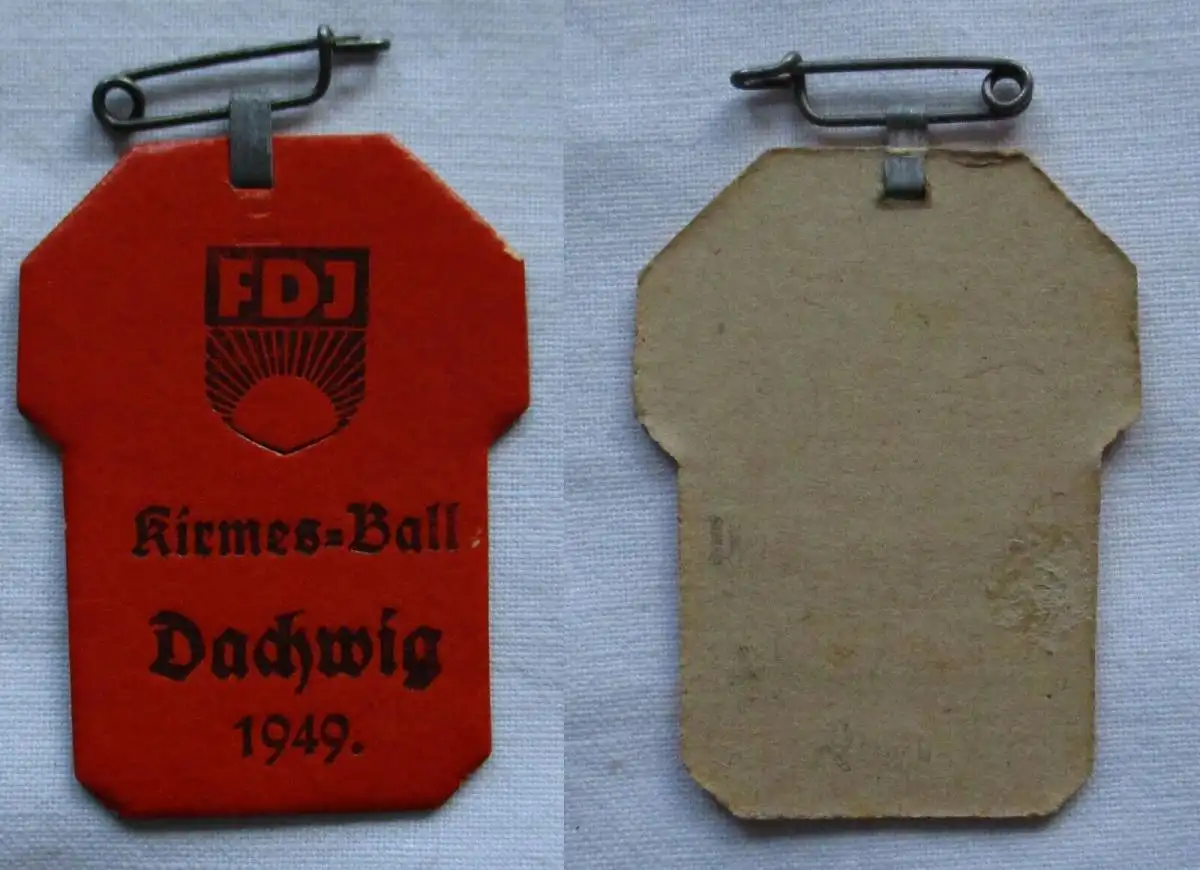 FDJ
Kirmes=Ball
Dachwig
1949.